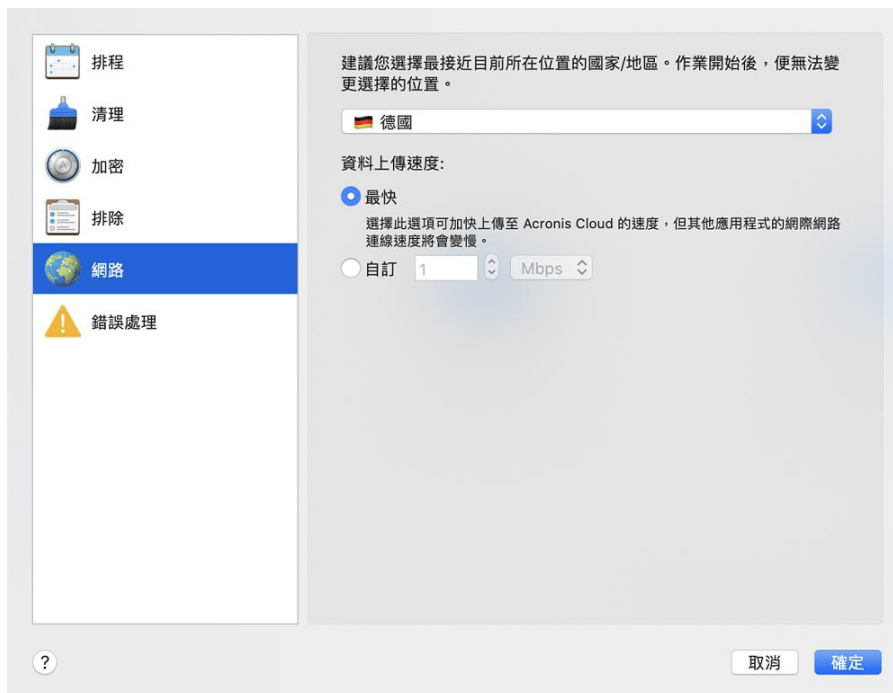 排程
清理
加密
排除
網路
錯誤處理
建議您選擇最接近目前所在位置的國家/地區。作業開始後，便無法變
更選擇的位置。
德國
資料上傳速度:
最快
選擇此選項可加快上傳至 Acronis Cloud 的速度，但其他應用程式的網際網路
連線速度將會變慢。
自訂 1 Mbps
? 取消 確定